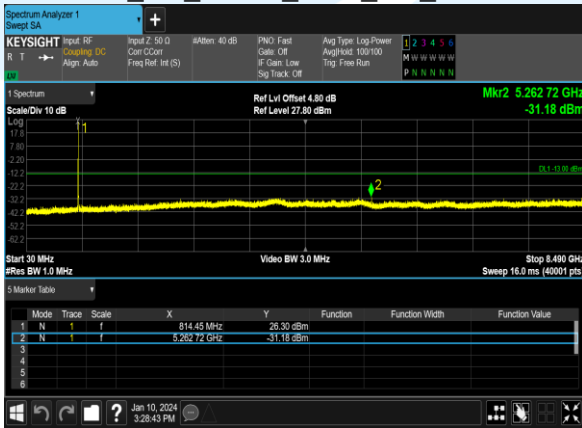 Spectrum Analyzer 1
Swept SA
+
KEYSIGHT
R T
Input: RF
Coupling: DC
Align: Auto
Input Z: 50 Ω
Corr CCorr
Freq Ref: Int (S)
#Atten: 40 dB
PNO: Fast
Gate: Off
IF Gain: Low
Sig Track: Off
Avg Type: Log-Power
Avg|Hold: 100/100
Trig: Free Run
1 2 3 4 5 6
M W W W W W
P N N N N N
1 Spectrum
Scale/Div 10 dB
Ref Lvl Offset 4.80 dB
Ref Level 27.80 dBm
Mkr2 5.262 72 GHz
-31.18 dBm
Log
1
17.8
7.80
-2.20
DL1 -13.00 dBm
-12.2
2
-22.2
-32.2
-42.2
-52.2
-62.2
Start 30 MHz
#Res BW 1.0 MHz
Video BW 3.0 MHz
Stop 8.490 GHz
Sweep 16.0 ms (40001 pts)
5 Marker Table
Mode Trace Scale X Y Function Function Width Function Value
1 N 1 f 814.45 MHz 26.30 dBm
2 N 1 f 5.262 72 GHz -31.18 dBm
3
4
5
6
?
Jan 10, 2024
3:28:43 PM